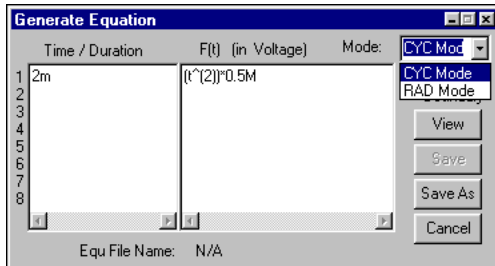 Generate Equation
Time / Duration F(t) (in Voltage) Mode: CYC Mod
CYC Mode
RAD Mode
1 2m (t^(2))*0.5M
2
3
4
5
6
7
8
View
Save
Save As
Cancel
Equ File Name: N/A